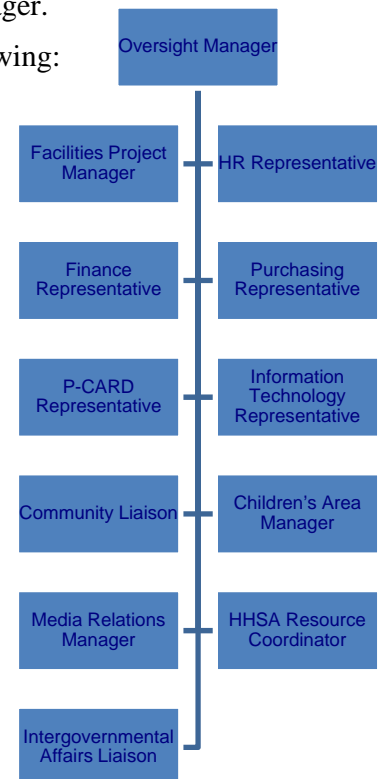 ager.
wing:
Oversight Manager
Facilities Project
Manager
HR Representative
Finance
Representative
Purchasing
Representative
P-CARD
Representative
Information
Technology
Representative
Community Liaison
Children's Area
Manager
Media Relations
Manager
HHSA Resource
Coordinator
Intergovernmental
Affairs Liaison